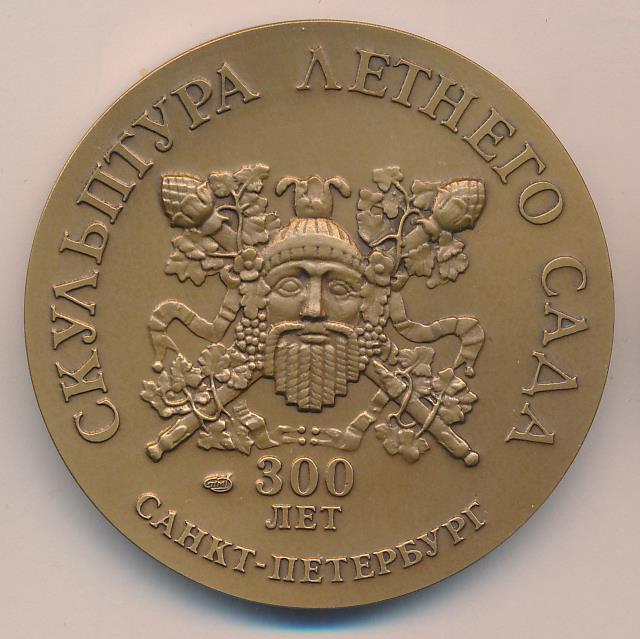 СКУЛЬПТУРА ЛЕТНЕГО САДА
300
ЛЕТ
САНКТ-ПЕТЕРБУРГ